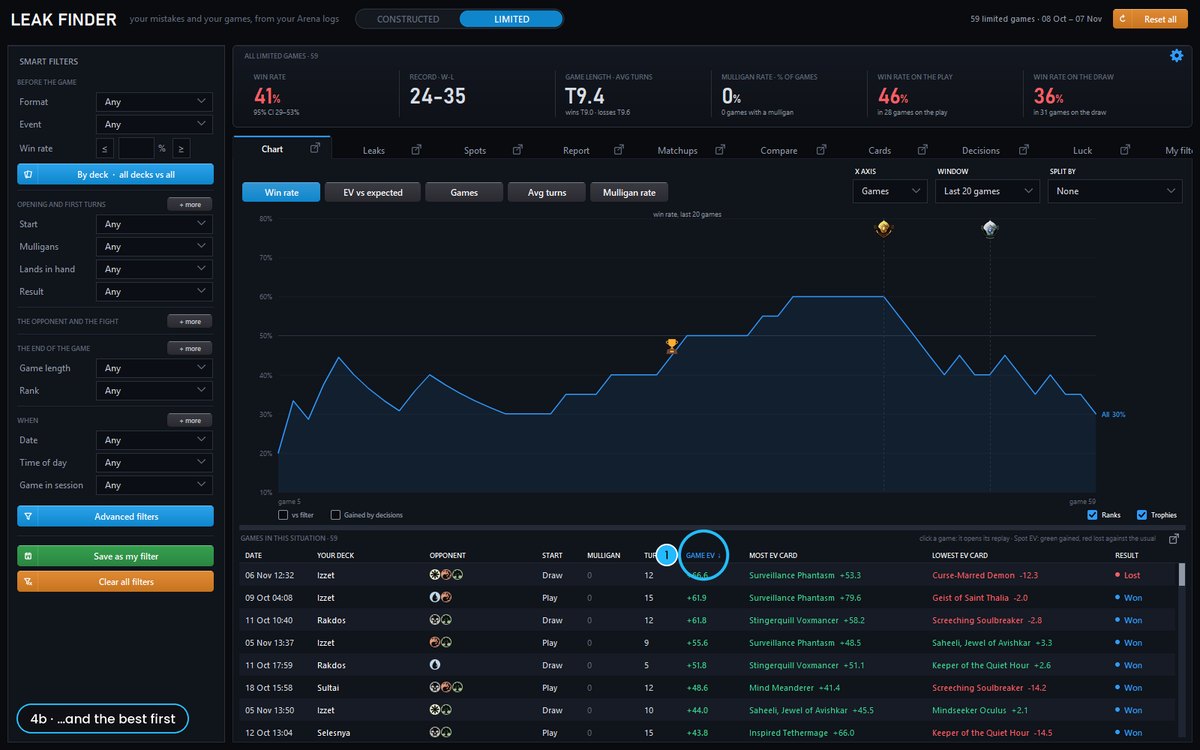 LEAK FINDER your mistakes and your games, from your Arena logs CONSTRUCTED LIMITED 59 limited games · 08 Oct – 07 Nov Reset all
SMART FILTERS
BEFORE THE GAME
Format Any
Event Any
Win rate ≤ % ≥
By deck · all decks vs all
OPENING AND FIRST TURNS + more
Start Any
Mulligans Any
Lands in hand Any
Result Any
THE OPPONENT AND THE FIGHT + more
THE END OF THE GAME + more
Game length Any
Rank Any
WHEN + more
Date Any
Time of day Any
Game in session Any
Advanced filters
Save as my filter
Clear all filters
4b · ...and the best first
ALL LIMITED GAMES · 59
WIN RATE RECORD · W-L GAME LENGTH · AVG TURNS MULLIGAN RATE · % OF GAMES WIN RATE ON THE PLAY WIN RATE ON THE DRAW
41% 24-35 T9.4 0% 46% 36%
95% CI 29–53% wins T9.0 · losses T9.6 0 games with a mulligan in 28 games on the play in 31 games on the draw
Chart Leaks Spots Report Matchups Compare Cards Decisions Luck My filt
Win rate EV vs expected Games Avg turns Mulligan rate
X AXIS WINDOW SPLIT BY
Games Last 20 games None
win rate, last 20 games
80%
70%
60%
50%
40%
30%
20%
10%
All 30%
game 5 game 59
vs filter Gained by decisions Ranks Trophies
GAMES IN THIS SITUATION · 59 click a game: it opens its replay · Spot EV: green gained, red lost against the usual
DATE YOUR DECK OPPONENT START MULLIGAN TUR 1 GAME EV ↓ MOST EV CARD LOWEST EV CARD RESULT
06 Nov 12:32 Izzet Draw 0 12 +66.6 Surveillance Phantasm +53.3 Curse-Marred Demon -12.3 Lost
09 Oct 04:08 Izzet Play 0 15 +61.9 Surveillance Phantasm +79.6 Geist of Saint Thalia -2.0 Won
11 Oct 10:40 Rakdos Draw 0 12 +61.8 Stingerquill Voxmancer +58.2 Screeching Soulbreaker -2.8 Won
05 Nov 13:37 Izzet Play 0 9 +55.6 Surveillance Phantasm +48.5 Saheeli, Jewel of Avishkar +3.3 Won
11 Oct 17:59 Rakdos Draw 0 5 +51.8 Stingerquill Voxmancer +51.1 Keeper of the Quiet Hour +2.6 Won
18 Oct 15:58 Sultai Play 0 12 +48.6 Mind Meanderer +41.4 Screeching Soulbreaker -14.2 Won
05 Nov 13:50 Izzet Draw 0 10 +44.0 Saheeli, Jewel of Avishkar +45.5 Mindseeker Oculus +2.1 Won
12 Oct 13:04 Selesnya Play 0 15 +43.8 Inspired Tethermage +66.0 Keeper of the Quiet Hour -14.5 Won